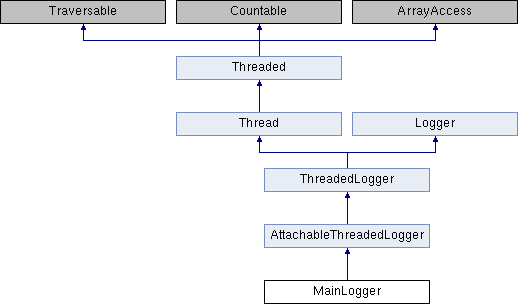 Traversable Countable ArrayAccess
Threaded
Thread Logger
ThreadedLogger
AttachableThreadedLogger
MainLogger